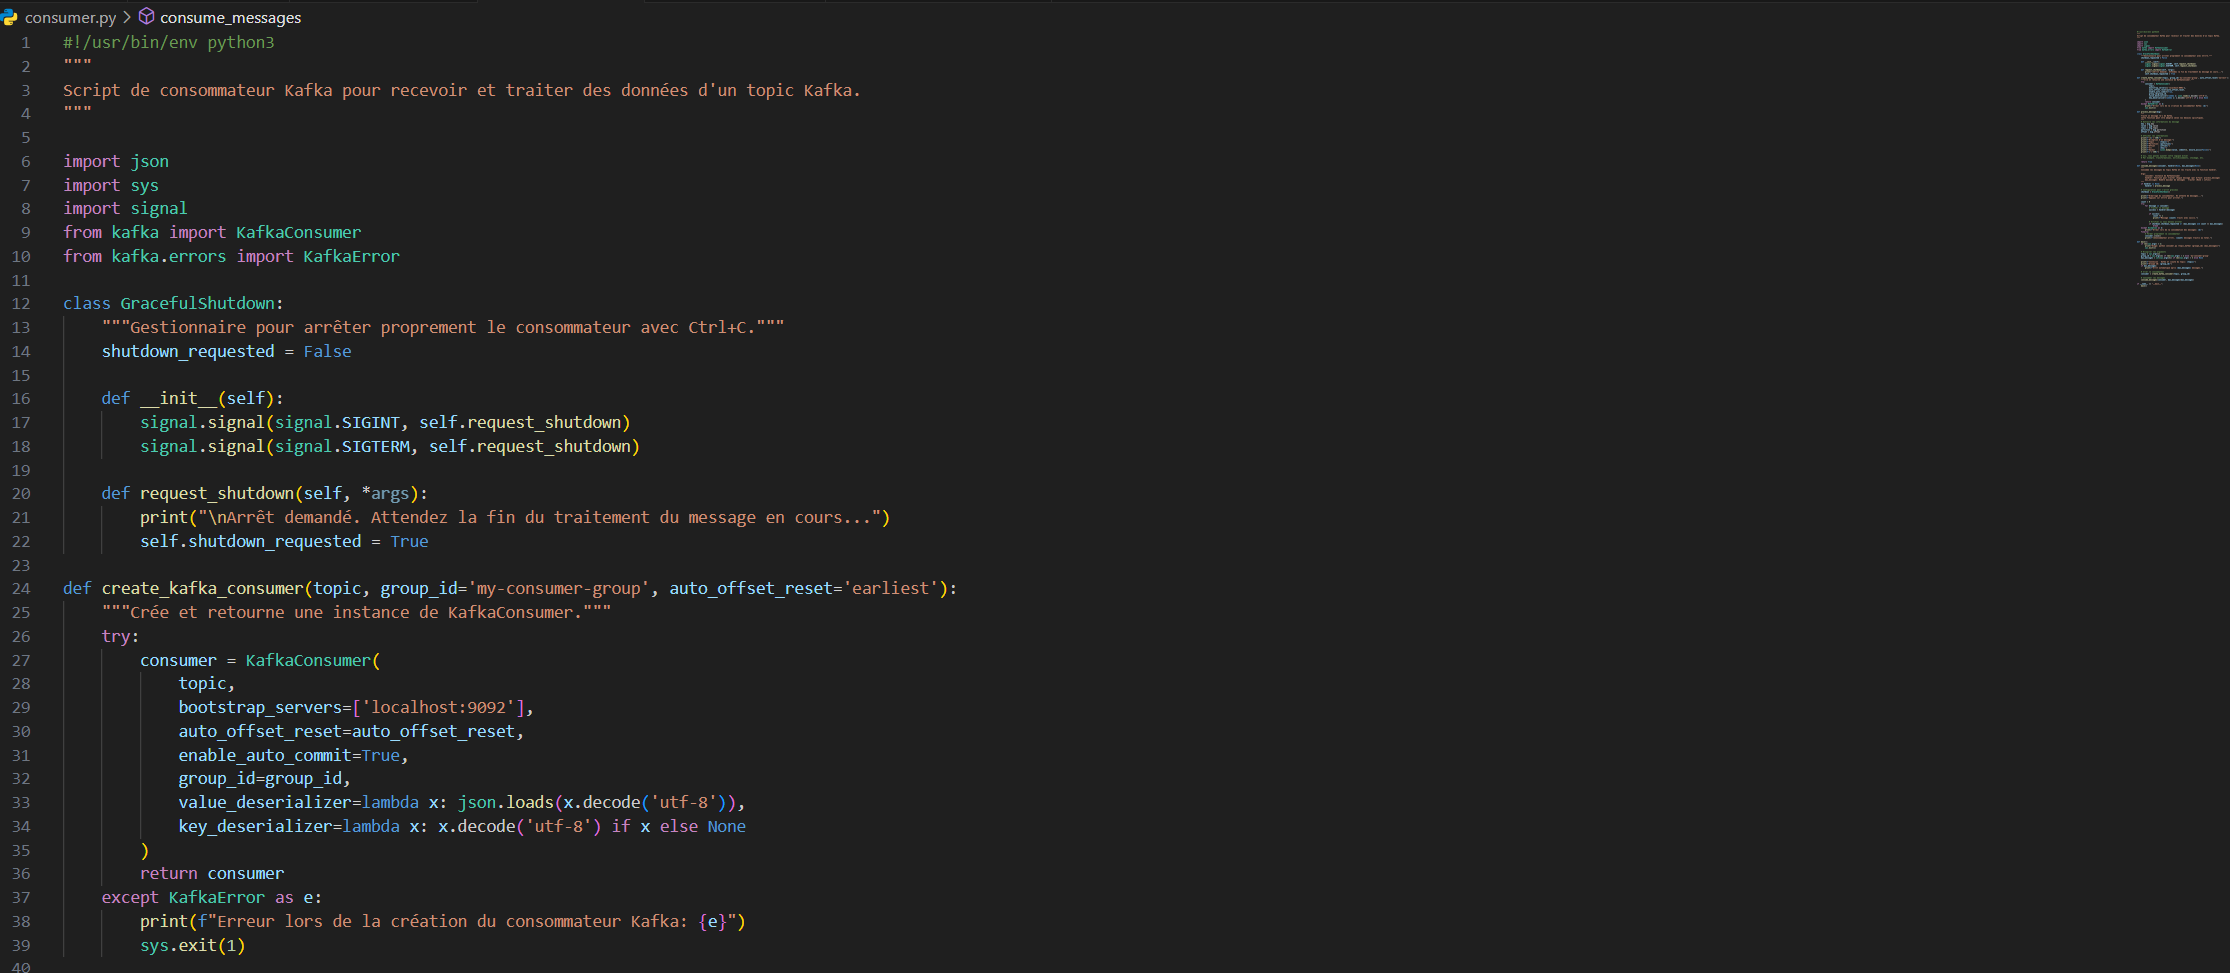 consumer.py > consume_messages
1 #!/usr/bin/env python3
2 """
3 Script de consommateur Kafka pour recevoir et traiter des données d'un topic Kafka.
4 """
5
6 import json
7 import sys
8 import signal
9 from kafka import KafkaConsumer
10 from kafka.errors import KafkaError
11
12 class GracefulShutdown:
13     """Gestionnaire pour arrêter proprement le consommateur avec Ctrl+C."""
14     shutdown_requested = False
15
16     def __init__(self):
17         signal.signal(signal.SIGINT, self.request_shutdown)
18         signal.signal(signal.SIGTERM, self.request_shutdown)
19
20     def request_shutdown(self, *args):
21         print("\nArrêt demandé. Attendez la fin du traitement du message en cours...")
22         self.shutdown_requested = True
23
24 def create_kafka_consumer(topic, group_id='my-consumer-group', auto_offset_reset='earliest'):
25     """Crée et retourne une instance de KafkaConsumer."""
26     try:
27         consumer = KafkaConsumer(
28             topic,
29             bootstrap_servers=['localhost:9092'],
30             auto_offset_reset=auto_offset_reset,
31             enable_auto_commit=True,
32             group_id=group_id,
33             value_deserializer=lambda x: json.loads(x.decode('utf-8')),
34             key_deserializer=lambda x: x.decode('utf-8') if x else None
35         )
36         return consumer
37     except KafkaError as e:
38         print(f"Erreur lors de la création du consommateur Kafka: {e}")
39         sys.exit(1)
40